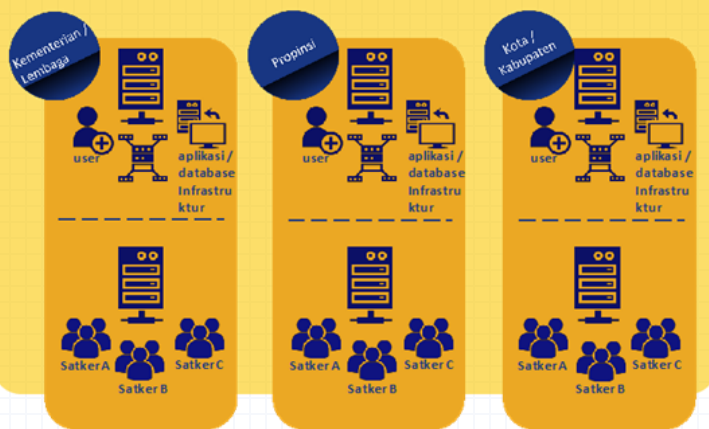 Kementerian /
Lembaga
user
aplikasi /
database
Infrastru
ktur
Satker A
Satker B
Satker C
Propinsi
user
aplikasi /
database
Infrastru
ktur
Satker A
Satker B
Satker C
Kota /
Kabupaten
user
aplikasi /
database
Infrastru
ktur
Satker A
Satker B
Satker C